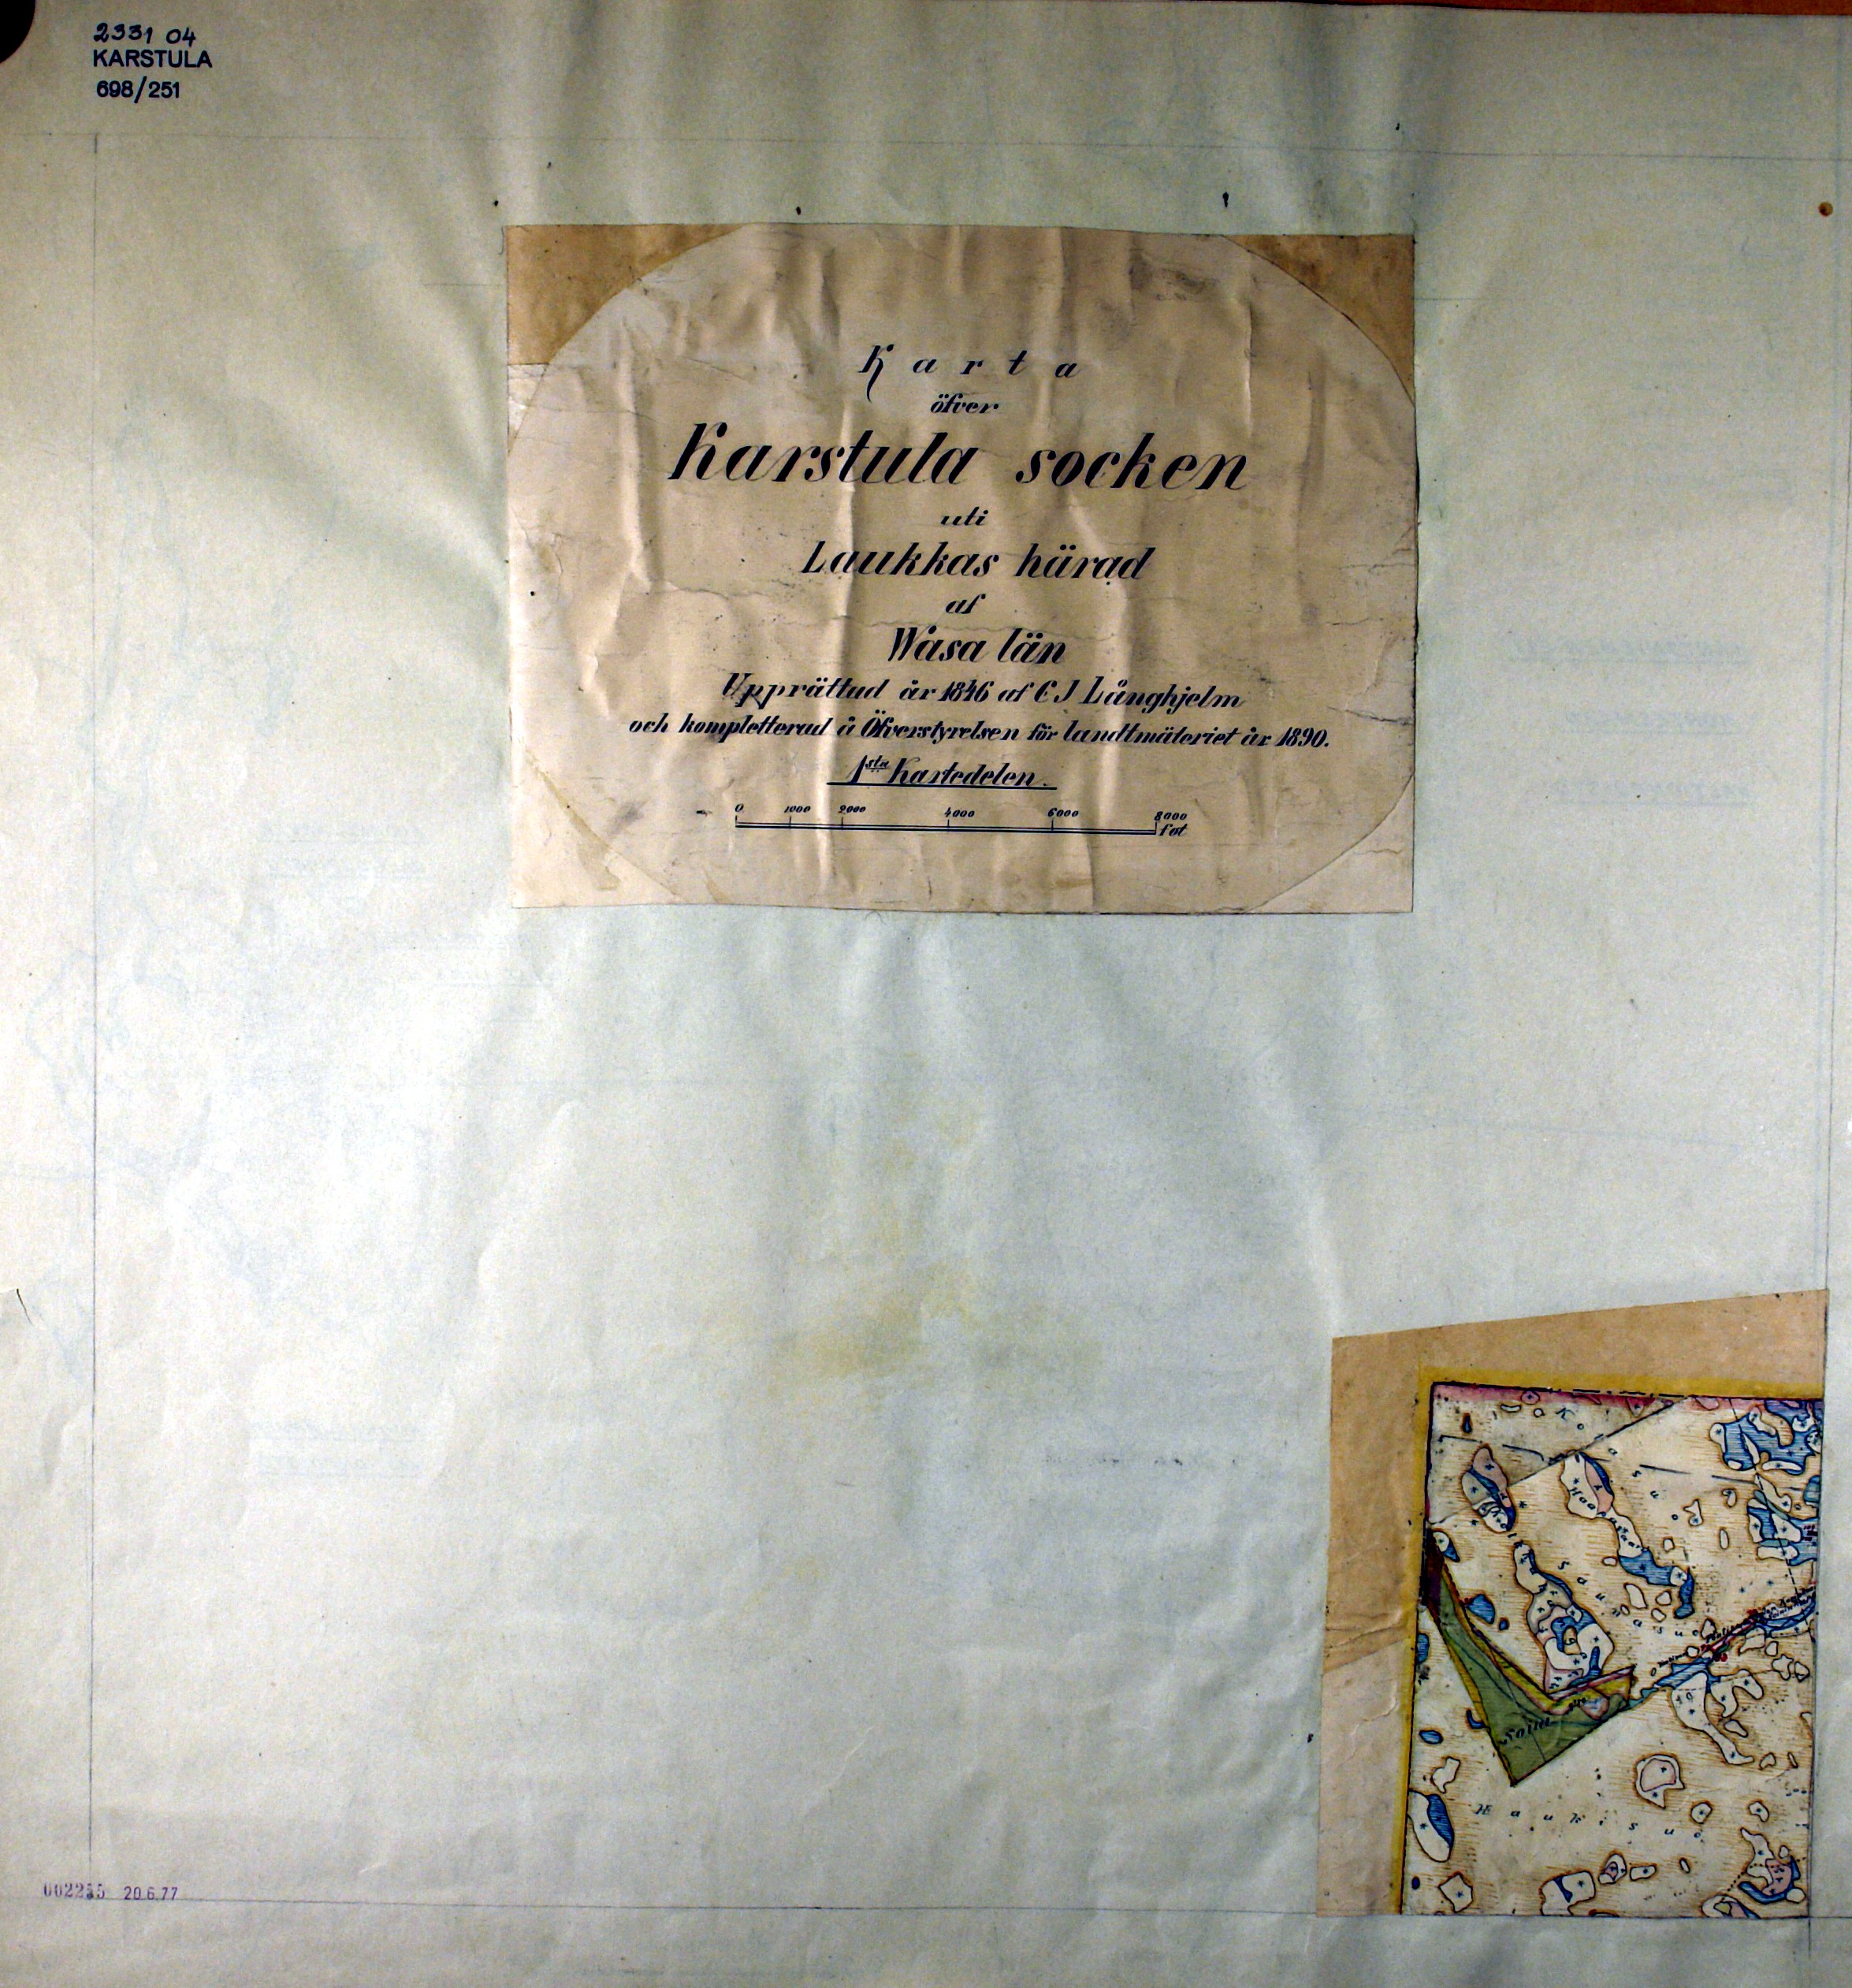 2331 04
KARSTULA
698/251
Karta
öfver
Karstula socken
uti
Laukkas härad
af
Wasa län
Upprättad år 1846 af C J Långhjelm
och kompletterad å Öfverstyrelsen för landtmäteriet år 1890.
1sta Kartedelen.
0 1000 2000 4000 6000 8000
fot
Saunasuo
Haukisuo
20.6.77